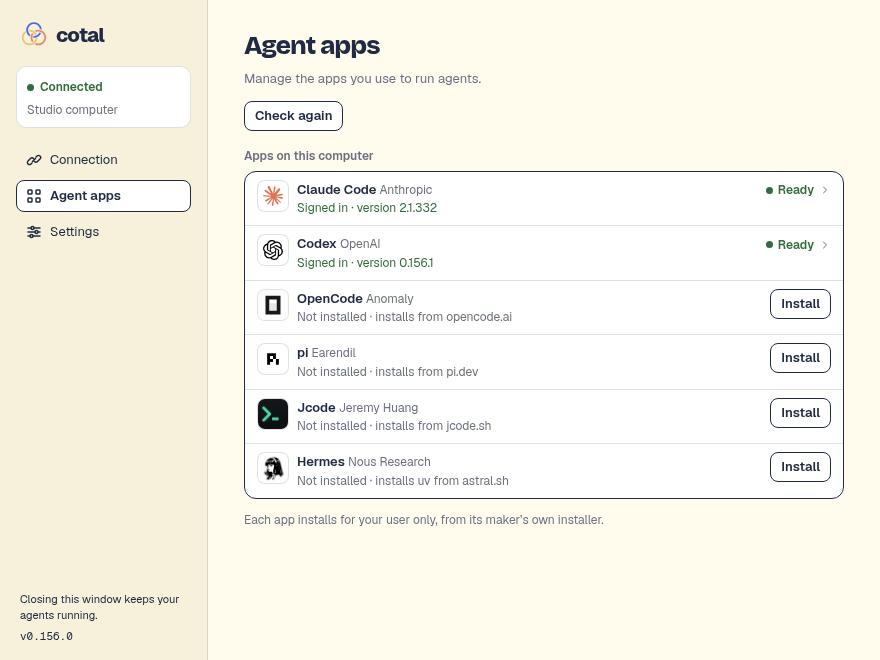 cotal
Connected
Studio computer
Connection
Agent apps
Settings
Closing this window keeps your
agents running.
v0.156.0
Agent apps
Manage the apps you use to run agents.
Check again
Apps on this computer
Claude Code Anthropic
Signed in · version 2.1.332
Ready
Codex OpenAI
Signed in · version 0.156.1
Ready
OpenCode Anomaly
Not installed · installs from opencode.ai
Install
pi Earendil
Not installed · installs from pi.dev
Install
Jcode Jeremy Huang
Not installed · installs from jcode.sh
Install
Hermes Nous Research
Not installed · installs uv from astral.sh
Install
Each app installs for your user only, from its maker's own installer.